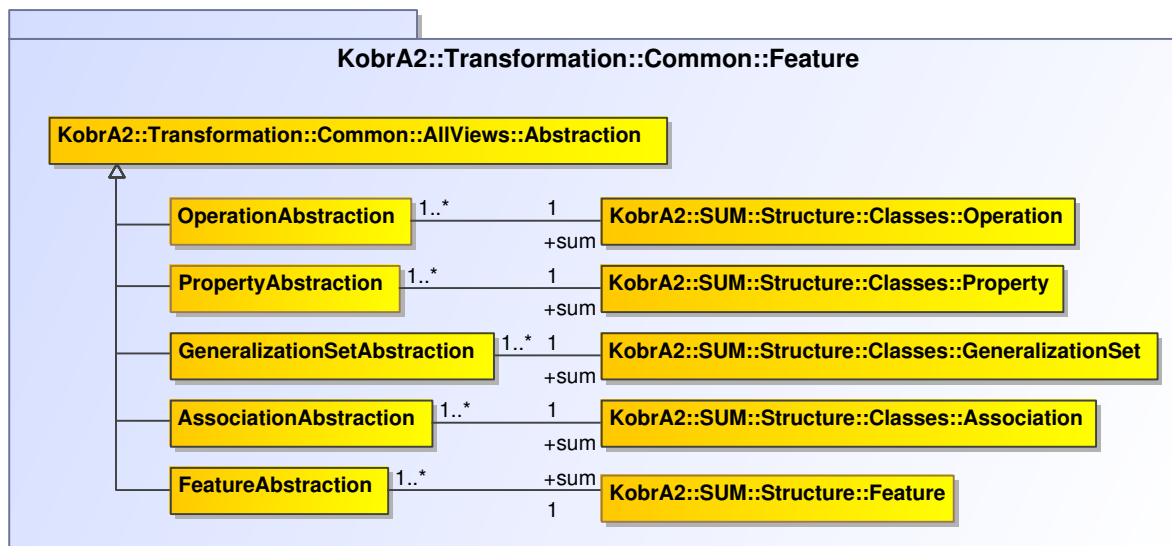 KobrA2::Transformation::Common::Feature
KobrA2::Transformation::Common::AllViews::Abstraction
OperationAbstraction 1..* 1 KobrA2::SUM::Structure::Classes::Operation
+sum
PropertyAbstraction 1..* 1 KobrA2::SUM::Structure::Classes::Property
+sum
GeneralizationSetAbstraction 1..* 1 KobrA2::SUM::Structure::Classes::GeneralizationSet
+sum
AssociationAbstraction 1..* 1 KobrA2::SUM::Structure::Classes::Association
+sum
FeatureAbstraction 1..* +sum KobrA2::SUM::Structure::Feature
1